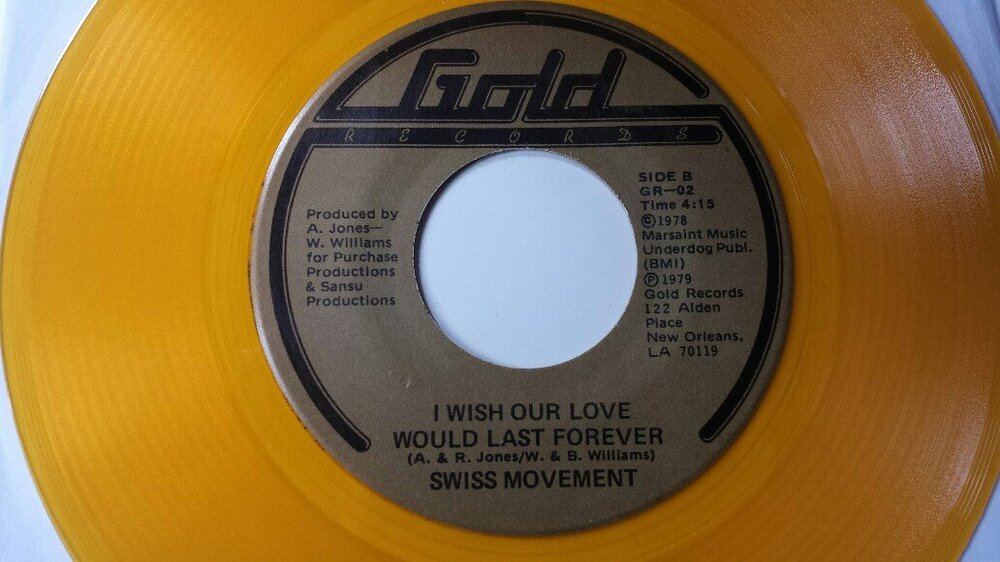 Gold
RECORDS
Produced by
A. Jones—
W. Williams
for Purchase
Productions
& Sansu
Productions
SIDE B
GR—02
Time 4:15
©1978
Marsaint Music
Underdog Publ.
(BMI)
℗1979
Gold Records
122 Alden
Place
New Orleans,
LA 70119
I WISH OUR LOVE
WOULD LAST FOREVER
(A. & R. Jones/W. & B. Williams)
SWISS MOVEMENT